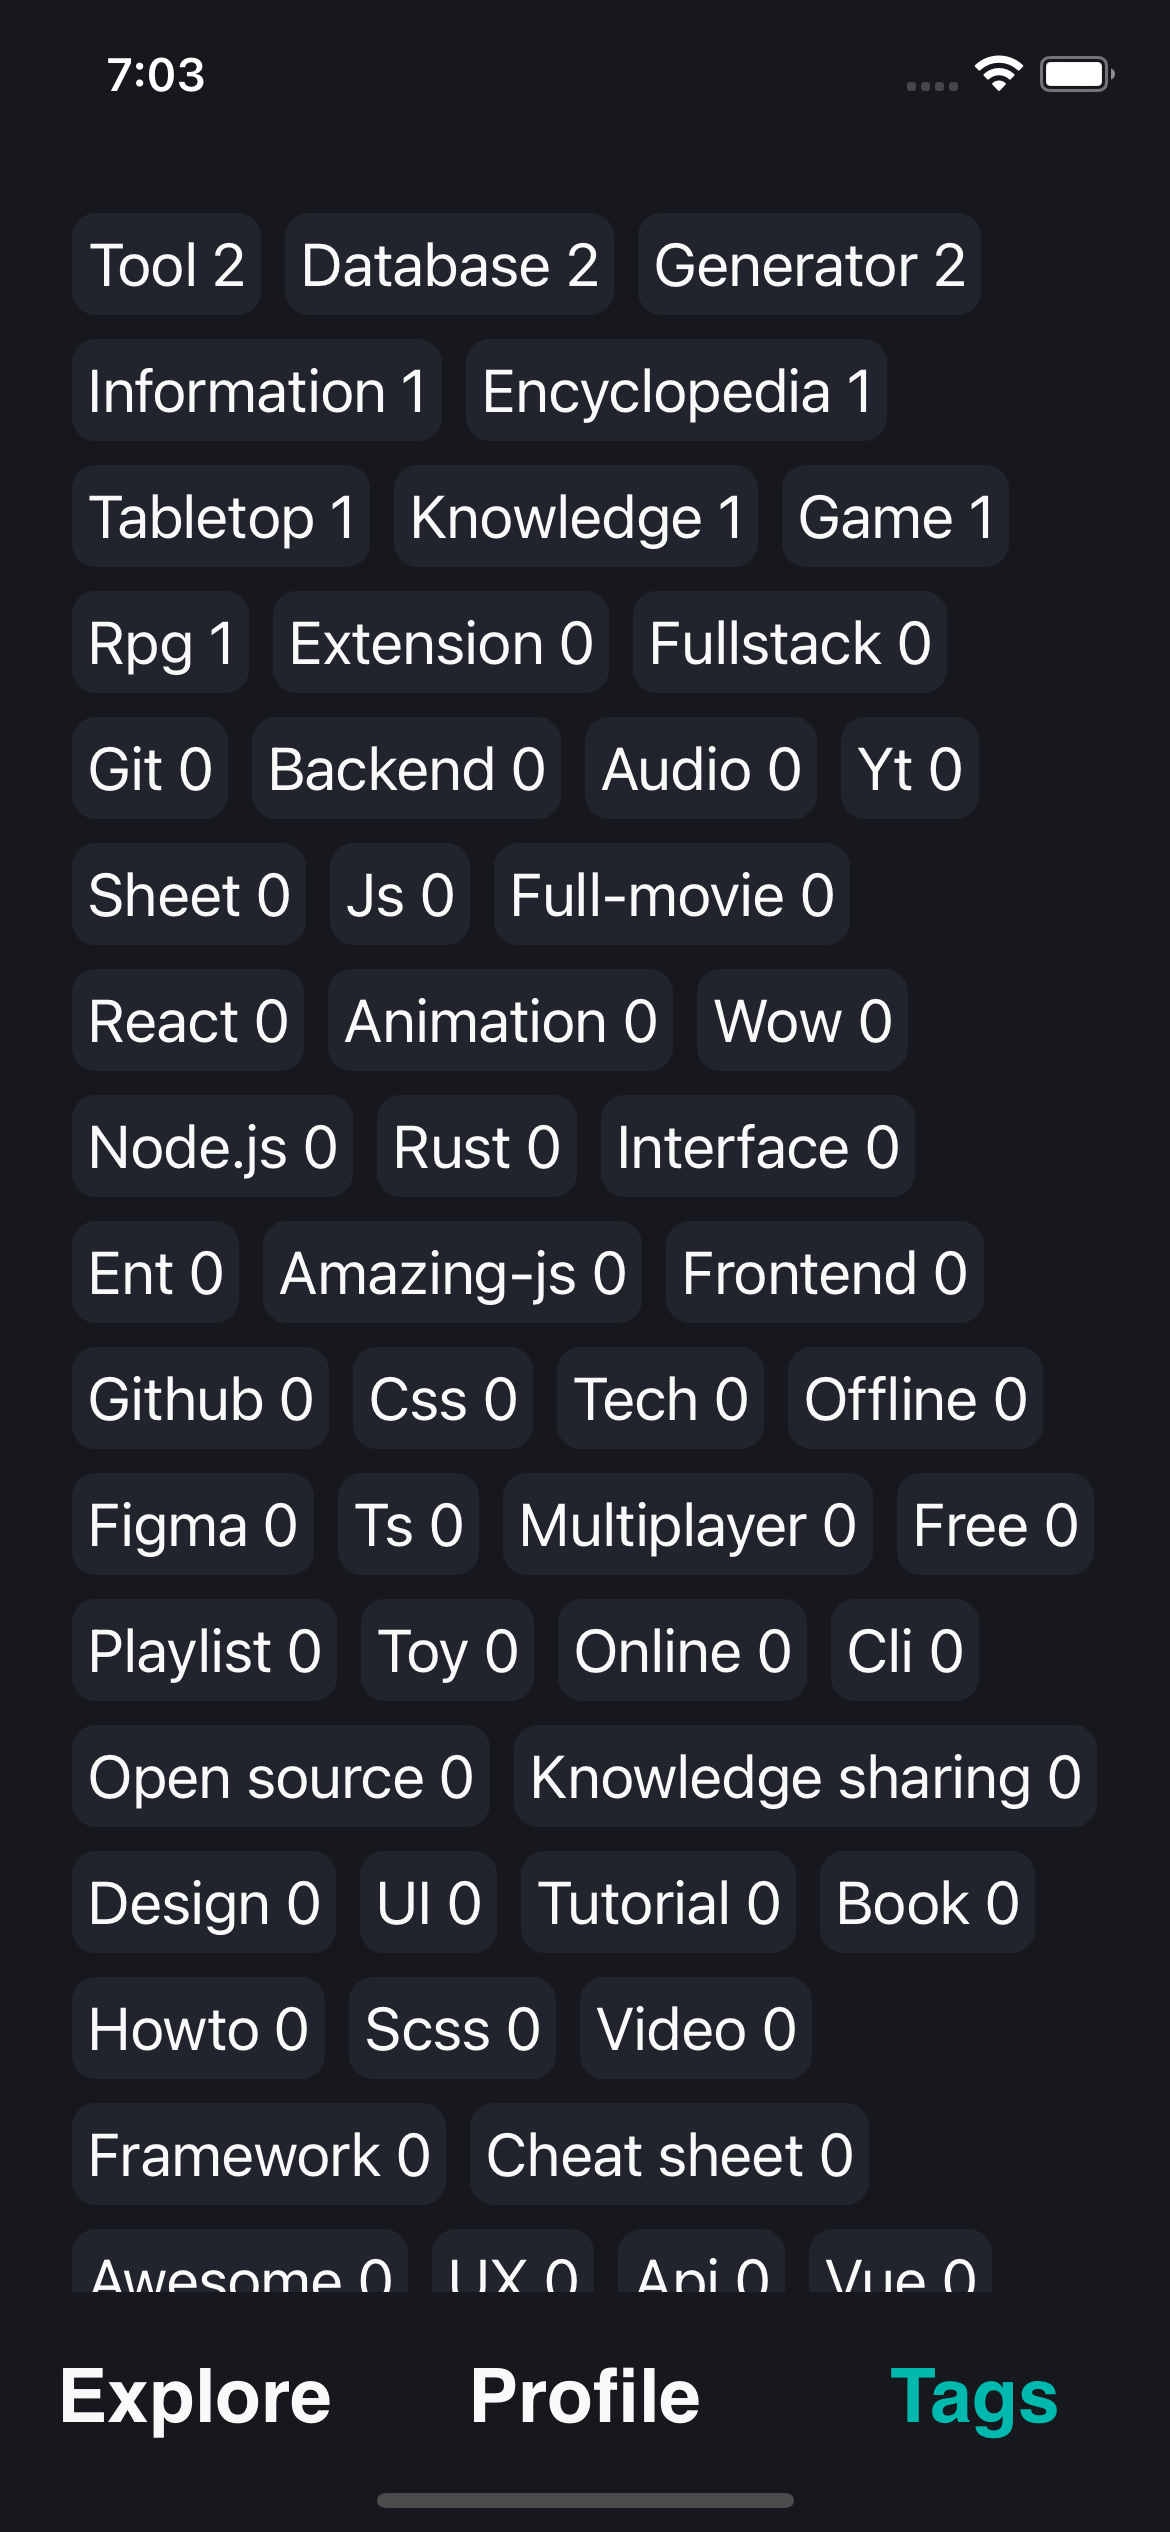 7:03
Tool 2 Database 2 Generator 2
Information 1 Encyclopedia 1
Tabletop 1 Knowledge 1 Game 1
Rpg 1 Extension 0 Fullstack 0
Git 0 Backend 0 Audio 0 Yt 0
Sheet 0 Js 0 Full-movie 0
React 0 Animation 0 Wow 0
Node.js 0 Rust 0 Interface 0
Ent 0 Amazing-js 0 Frontend 0
Github 0 Css 0 Tech 0 Offline 0
Figma 0 Ts 0 Multiplayer 0 Free 0
Playlist 0 Toy 0 Online 0 Cli 0
Open source 0 Knowledge sharing 0
Design 0 UI 0 Tutorial 0 Book 0
Howto 0 Scss 0 Video 0
Framework 0 Cheat sheet 0
Awesome 0 UX 0 Api 0 Vue 0
Explore Profile Tags